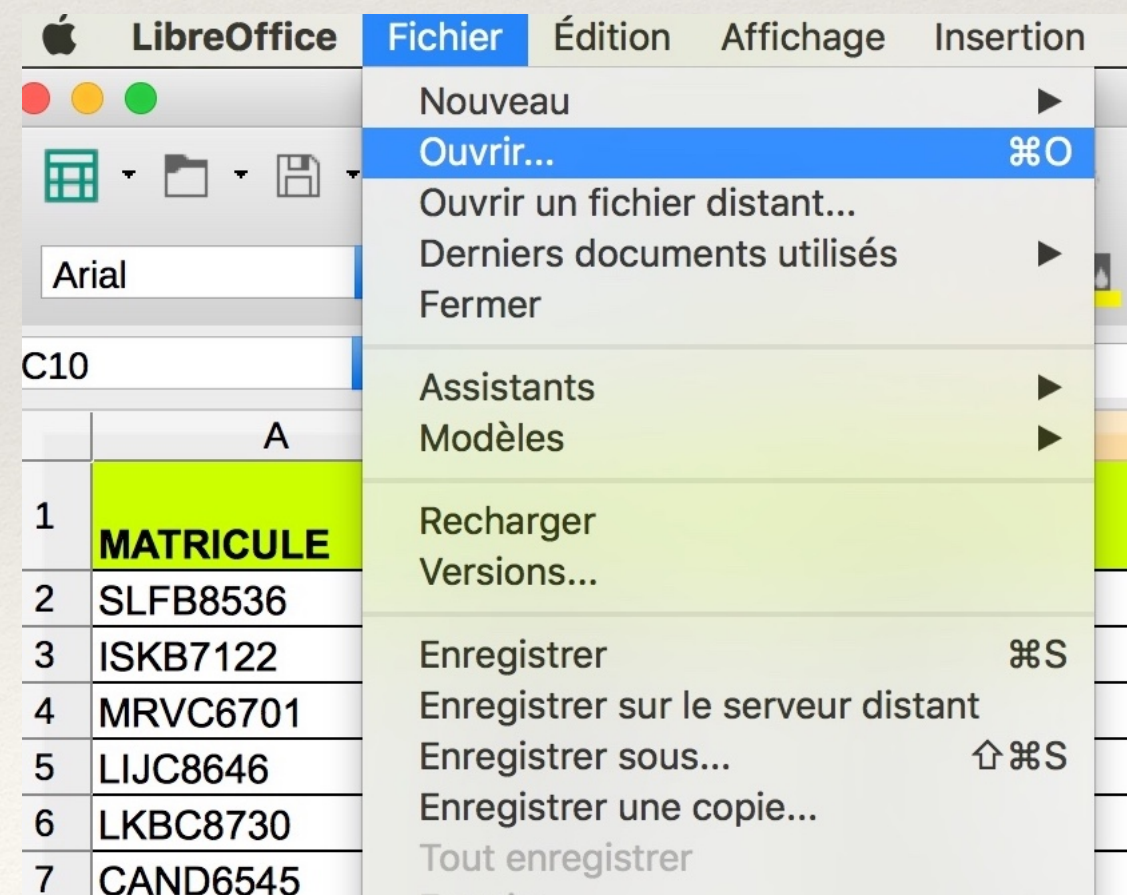 LibreOffice Fichier Édition Affichage Insertion
Nouveau
Ouvrir... ⌘O
Ouvrir un fichier distant...
Derniers documents utilisés
Fermer
Assistants
Modèles
Recharger
Versions...
Enregistrer ⌘S
Enregistrer sur le serveur distant
Enregistrer sous... ⇧⌘S
Enregistrer une copie...
Tout enregistrer
Arial
C10
A
1 MATRICULE
2 SLFB8536
3 ISKB7122
4 MRVC6701
5 LIJC8646
6 LKBC8730
7 CAND6545